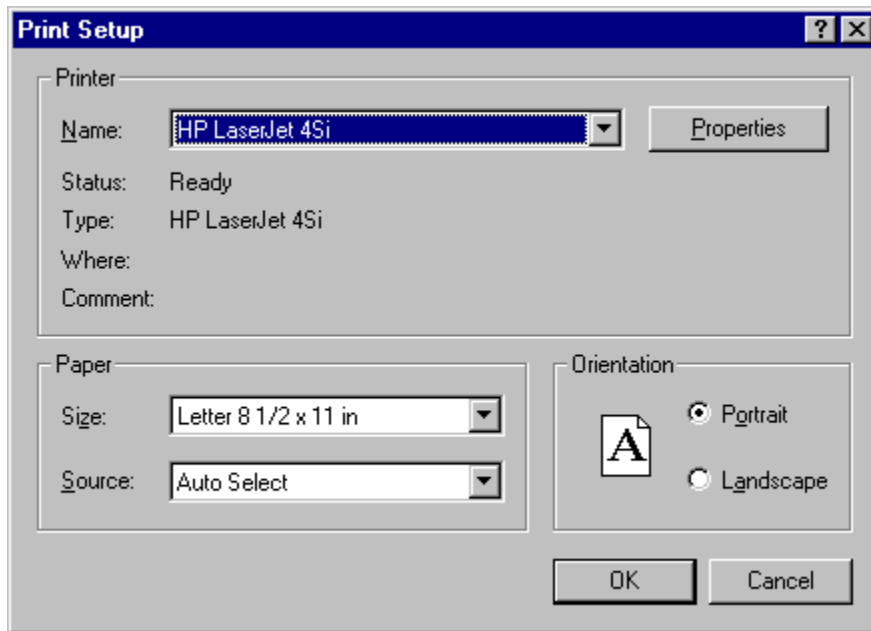 Print Setup
Printer
Name: HP LaserJet 4Si Properties
Status: Ready
Type: HP LaserJet 4Si
Where:
Comment:
Paper
Size: Letter 8 1/2 x 11 in
Source: Auto Select
Orientation
A
Portrait
Landscape
OK Cancel